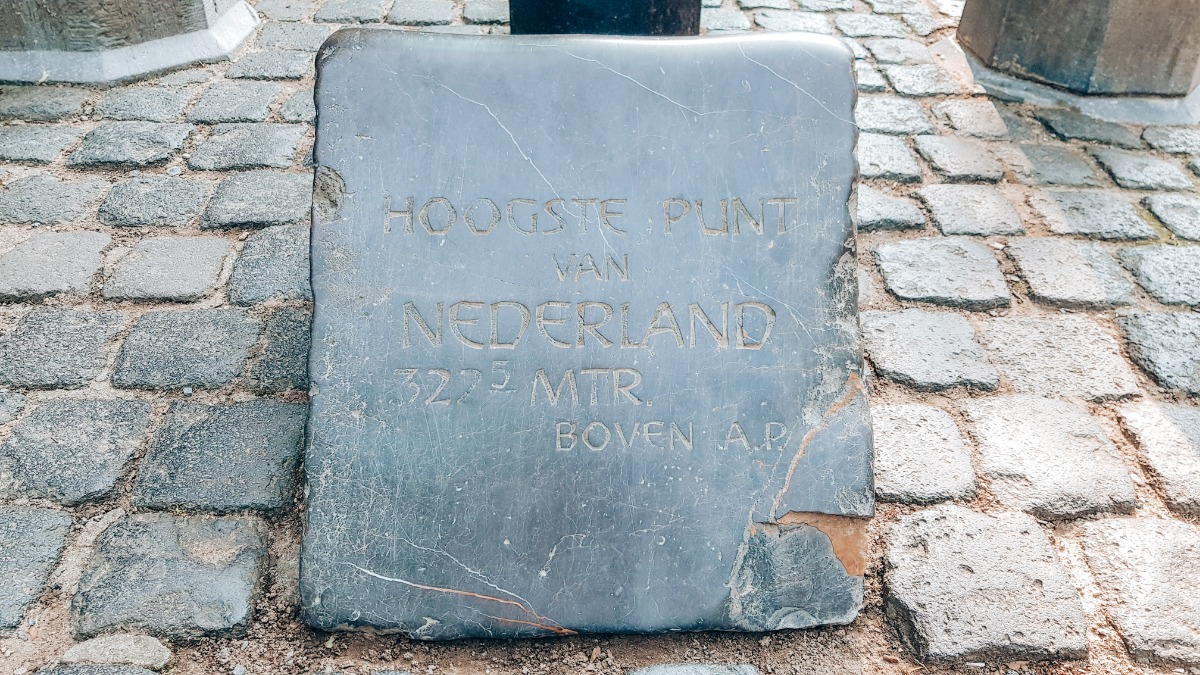 HOOGSTE PUNT
VAN
NEDERLAND
322⁵ MTR.
BOVEN A.P.